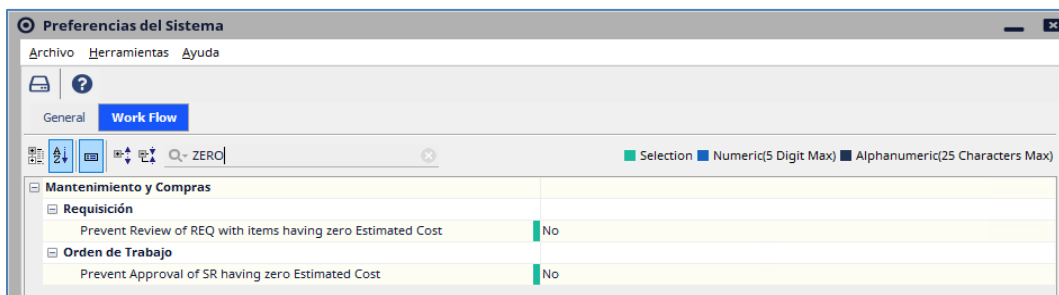 Preferencias del Sistema
Archivo Herramientas Ayuda
General Work Flow
ZERO Selection Numeric(5 Digit Max) Alphanumeric(25 Characters Max)
Mantenimiento y Compras
Requisición
Prevent Review of REQ with items having zero Estimated Cost No
Orden de Trabajo
Prevent Approval of SR having zero Estimated Cost No